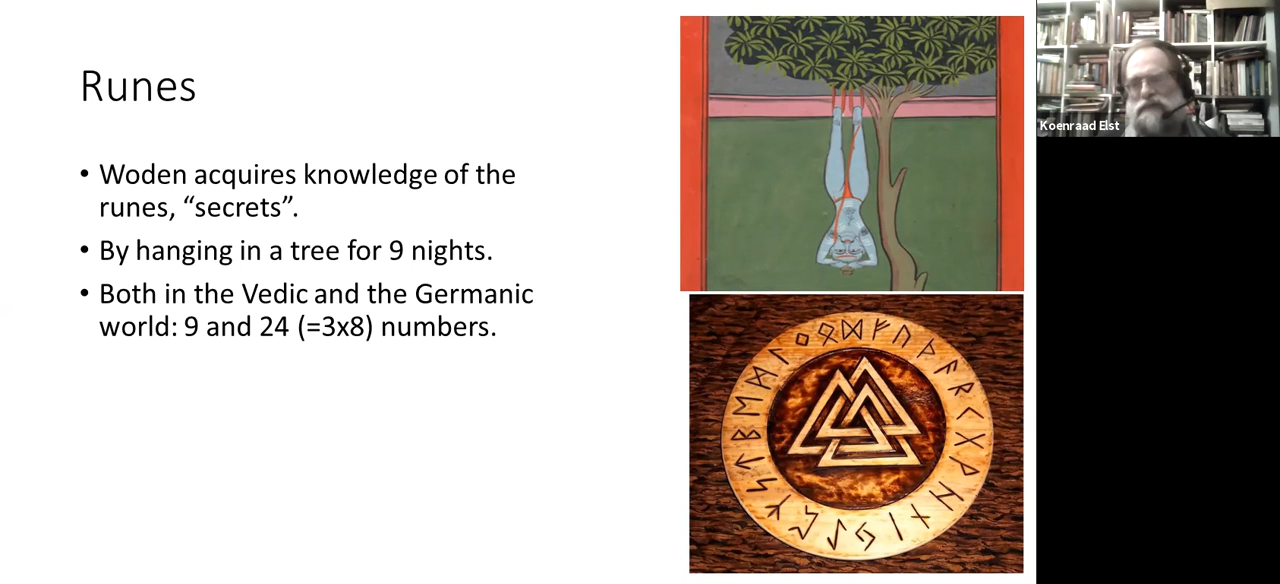 Runes
• Woden acquires knowledge of the
runes, “secrets”.
• By hanging in a tree for 9 nights.
• Both in the Vedic and the Germanic
world: 9 and 24 (=3x8) numbers.
Koenraad Elst